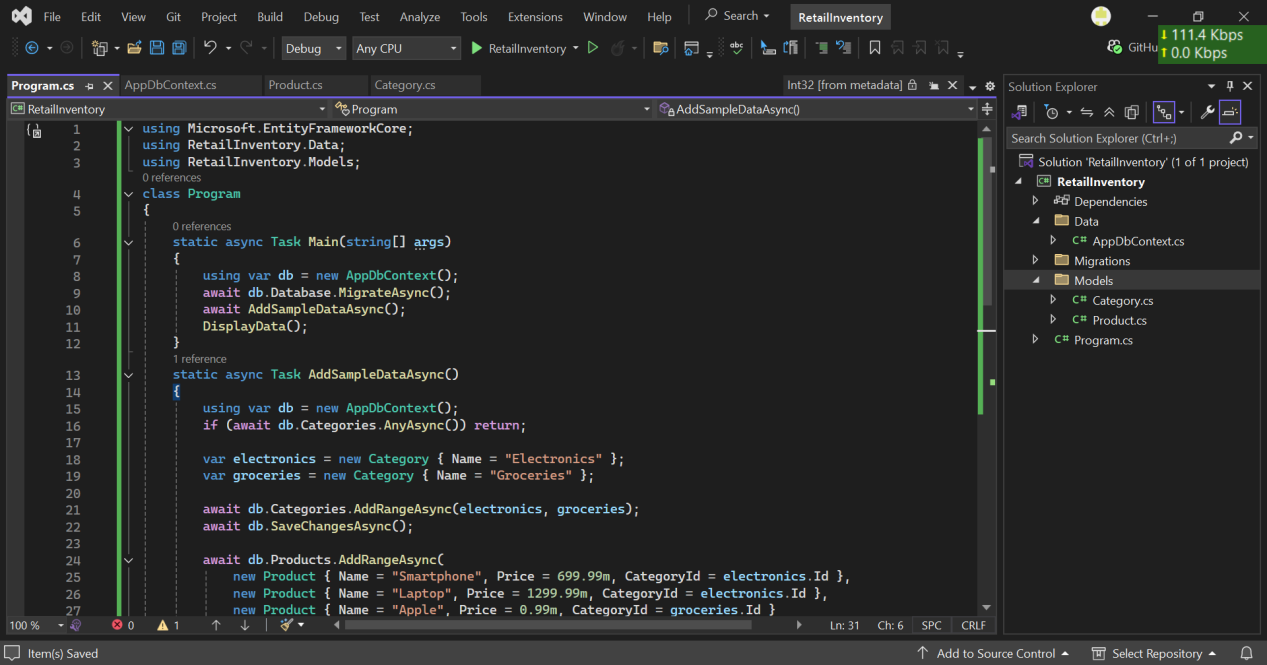 File Edit View Git Project Build Debug Test Analyze Tools Extensions Window Help Search RetailInventory
111.4 Kbps
0.0 Kbps
Debug Any CPU RetailInventory GitHu
Program.cs AppDbContext.cs Product.cs Category.cs Int32 [from metadata]
RetailInventory Program AddSampleDataAsync()
1 using Microsoft.EntityFrameworkCore;
2 using RetailInventory.Data;
3 using RetailInventory.Models;
0 references
4 class Program
5 {
0 references
6 static async Task Main(string[] args)
7 {
8 using var db = new AppDbContext();
9 await db.Database.MigrateAsync();
10 await AddSampleDataAsync();
11 DisplayData();
12 }
1 reference
13 static async Task AddSampleDataAsync()
14 {
15 using var db = new AppDbContext();
16 if (await db.Categories.AnyAsync()) return;
17
18 var electronics = new Category { Name = "Electronics" };
19 var groceries = new Category { Name = "Groceries" };
20
21 await db.Categories.AddRangeAsync(electronics, groceries);
22 await db.SaveChangesAsync();
23
24 await db.Products.AddRangeAsync(
25 new Product { Name = "Smartphone", Price = 699.99m, CategoryId = electronics.Id },
26 new Product { Name = "Laptop", Price = 1299.99m, CategoryId = electronics.Id },
27 new Product { Name = "Apple", Price = 0.99m, CategoryId = groceries.Id }
100 % 0 1 Ln: 31 Ch: 6 SPC CRLF
Solution Explorer
Search Solution Explorer (Ctrl+;)
Solution 'RetailInventory' (1 of 1 project)
RetailInventory
Dependencies
Data
AppDbContext.cs
Migrations
Models
Category.cs
Product.cs
Program.cs
Item(s) Saved Add to Source Control Select Repository